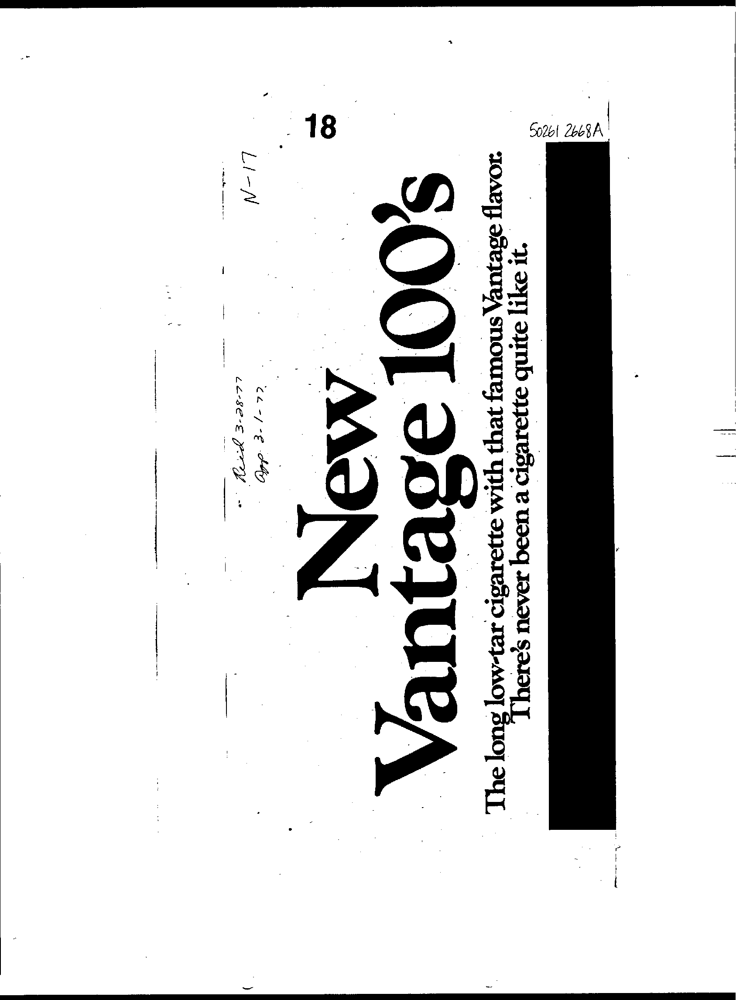 18
50261 2668A
N-17
Rec'd 3-28-77
app 3-1-77
New
Vantage 100's
The long low-tar cigarette with that famous Vantage flavor.
There's never been a cigarette quite like it.